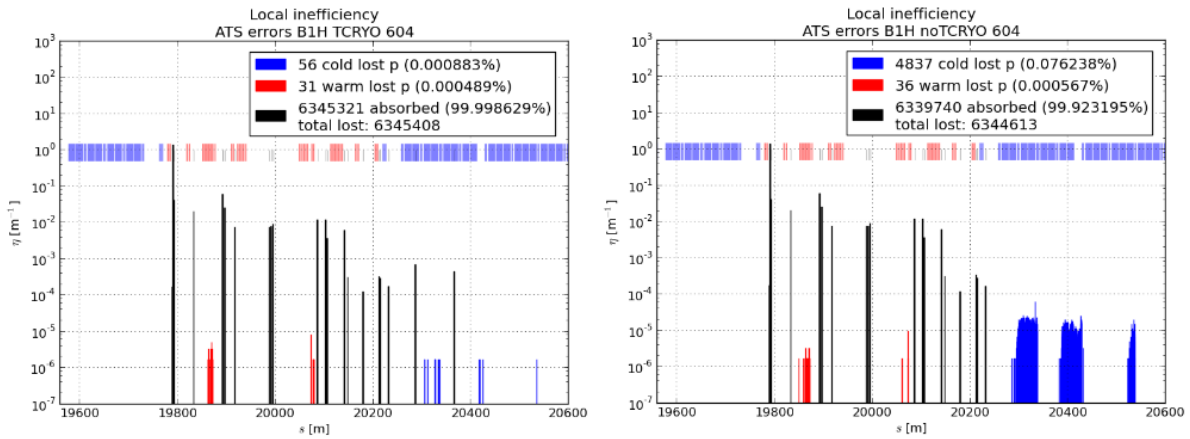 Local inefficiency
ATS errors B1H TCRYO 604
56 cold lost p (0.000883%)
31 warm lost p (0.000489%)
6345321 absorbed (99.998629%)
total lost: 6345408
10³
10²
10¹
10⁰
10⁻¹
10⁻²
10⁻³
10⁻⁴
10⁻⁵
10⁻⁶
10⁻⁷
η [m⁻¹]
19600 19800 20000 20200 20400 20600
s [m]
Local inefficiency
ATS errors B1H noTCRYO 604
4837 cold lost p (0.076238%)
36 warm lost p (0.000567%)
6339740 absorbed (99.923195%)
total lost: 6344613
10³
10²
10¹
10⁰
10⁻¹
10⁻²
10⁻³
10⁻⁴
10⁻⁵
10⁻⁶
10⁻⁷
η [m⁻¹]
19600 19800 20000 20200 20400 20600
s [m]